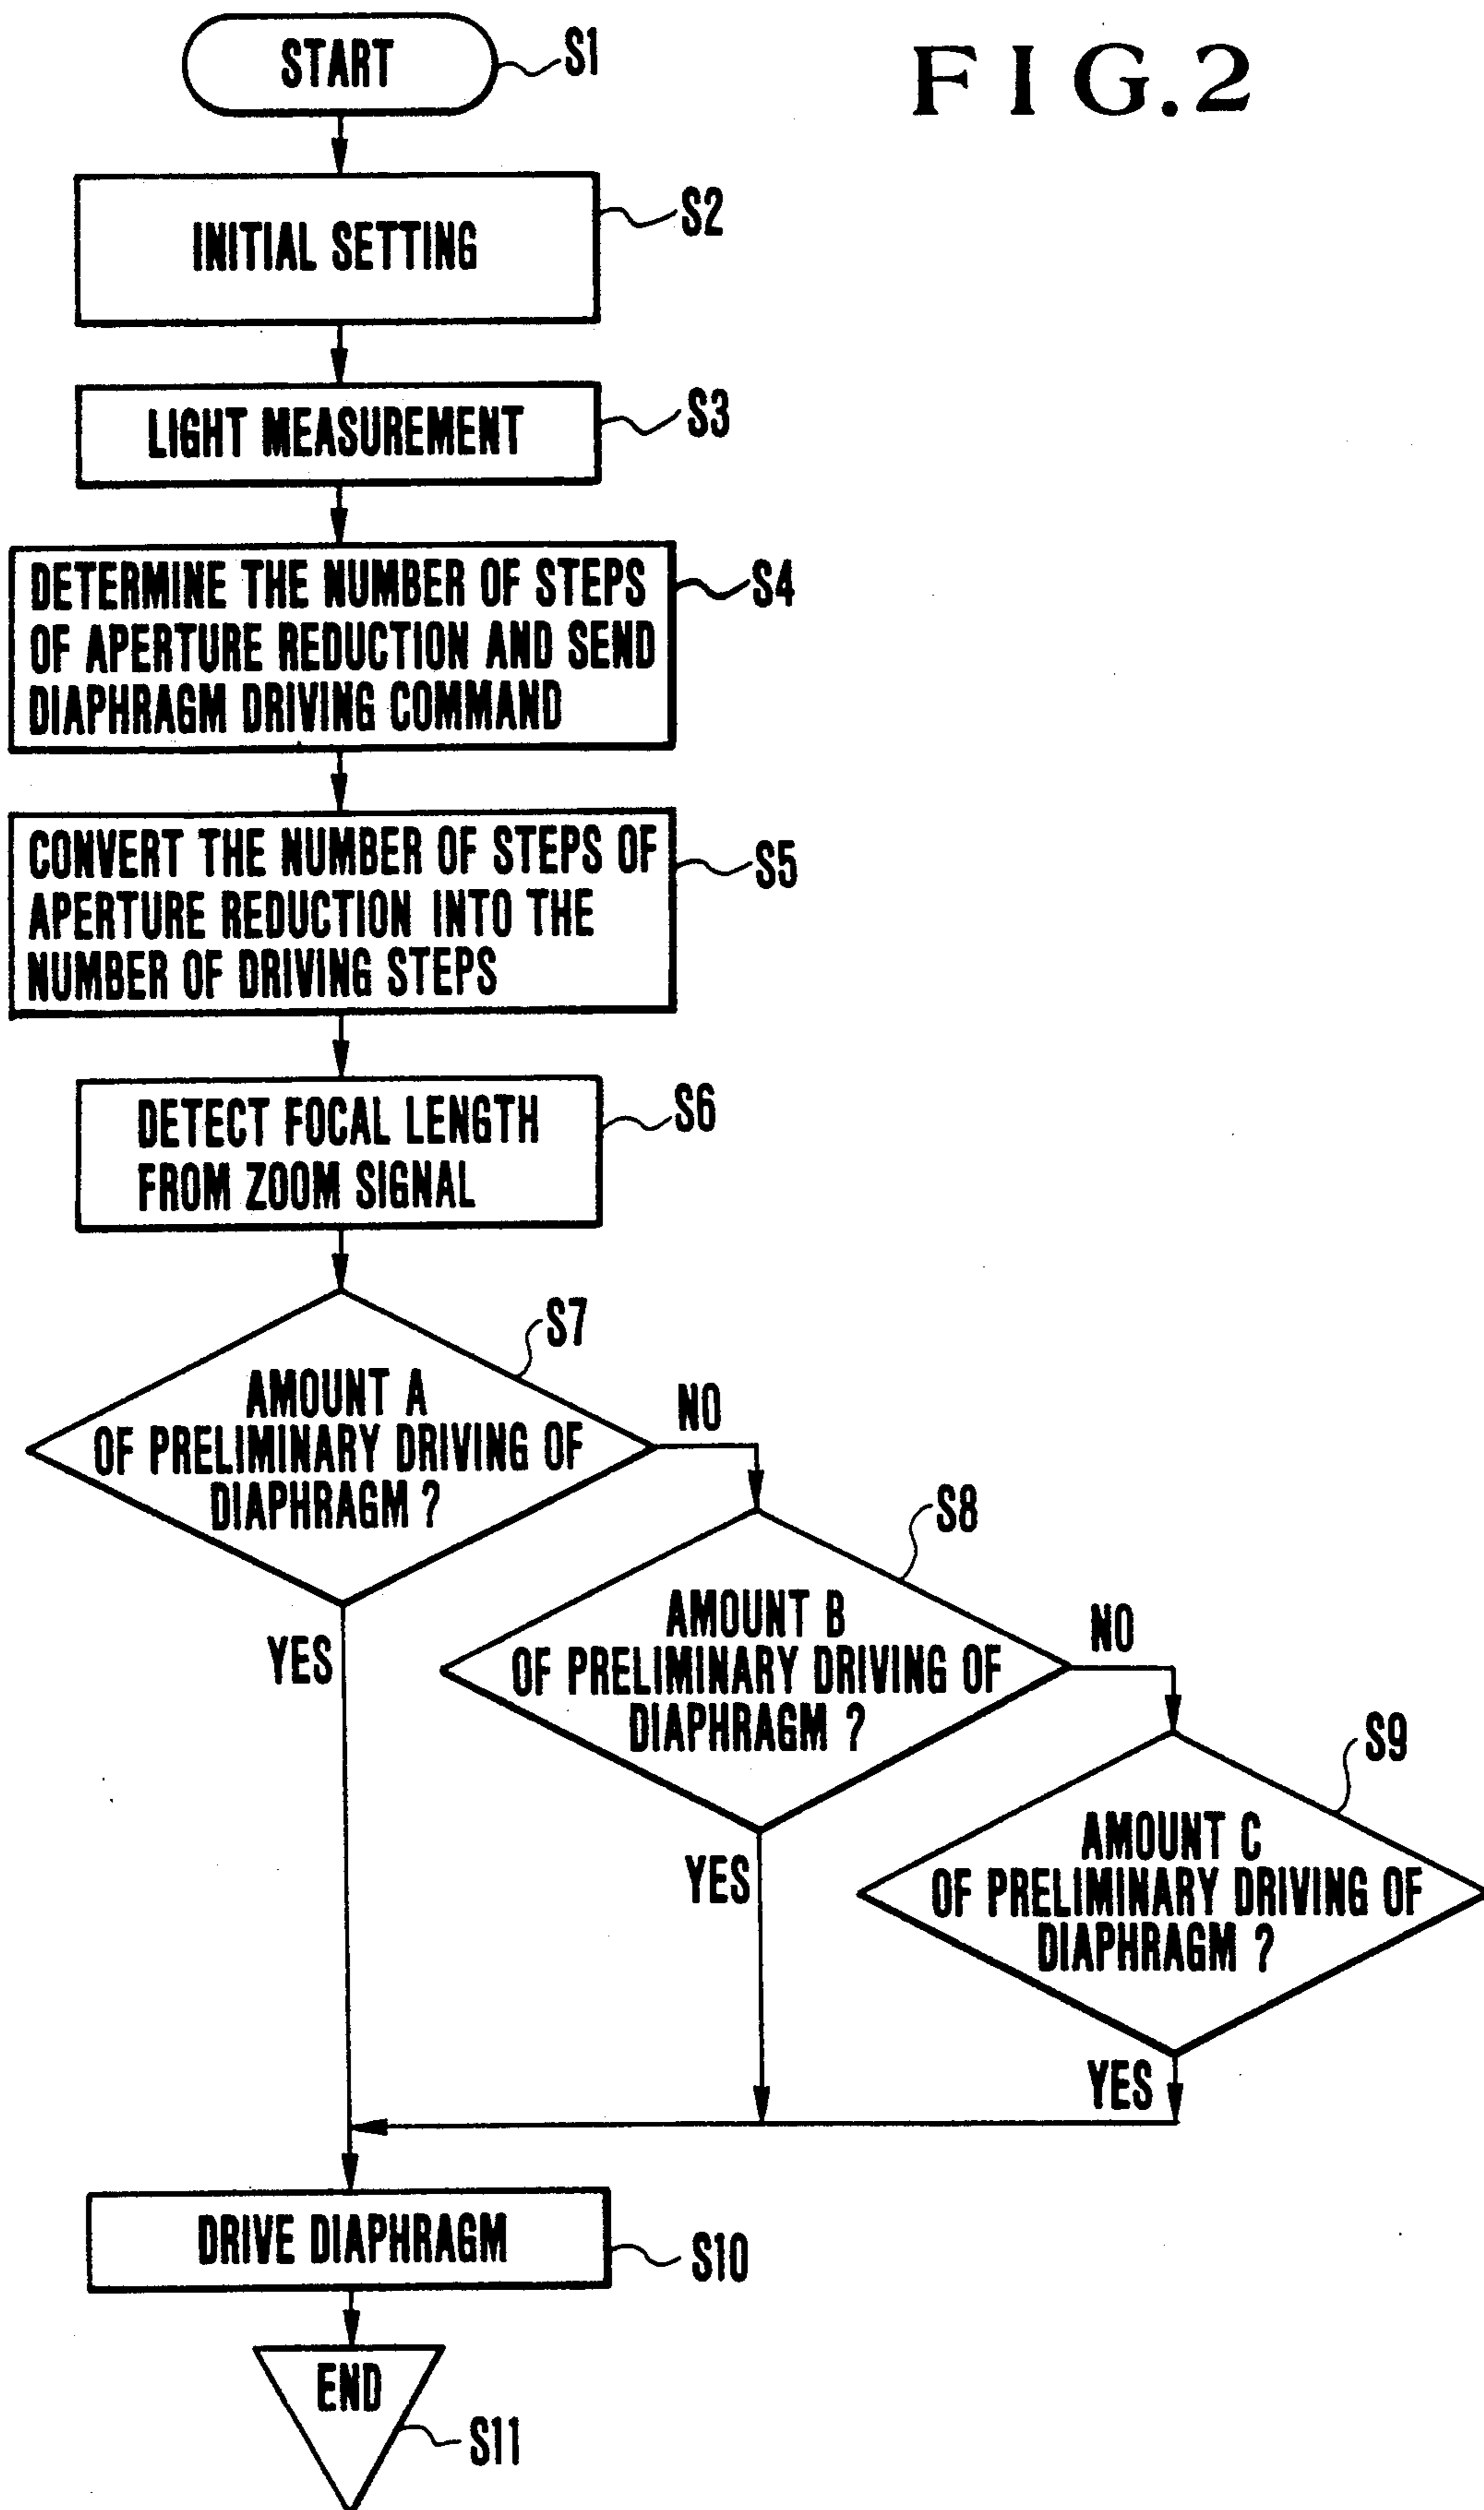 START
S1
FIG.2
INITIAL SETTING
S2
LIGHT MEASUREMENT
S3
DETERMINE THE NUMBER OF STEPS
OF APERTURE REDUCTION AND SEND
DIAPHRAGM DRIVING COMMAND
S4
CONVERT THE NUMBER OF STEPS OF
APERTURE REDUCTION INTO THE
NUMBER OF DRIVING STEPS
S5
DETECT FOCAL LENGTH
FROM ZOOM SIGNAL
S6
S7
AMOUNT A
OF PRELIMINARY DRIVING OF
DIAPHRAGM ?
NO
YES
S8
AMOUNT B
OF PRELIMINARY DRIVING OF
DIAPHRAGM ?
NO
YES
S9
AMOUNT C
OF PRELIMINARY DRIVING OF
DIAPHRAGM ?
YES
DRIVE DIAPHRAGM
S10
END
S11